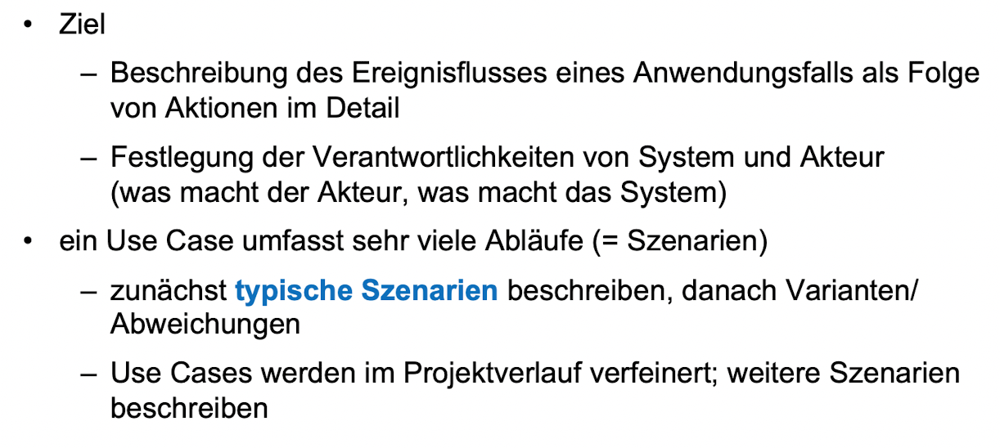 • Ziel
– Beschreibung des Ereignisflusses eines Anwendungsfalls als Folge
von Aktionen im Detail
– Festlegung der Verantwortlichkeiten von System und Akteur
(was macht der Akteur, was macht das System)
• ein Use Case umfasst sehr viele Abläufe (= Szenarien)
– zunächst typische Szenarien beschreiben, danach Varianten/
Abweichungen
– Use Cases werden im Projektverlauf verfeinert; weitere Szenarien
beschreiben